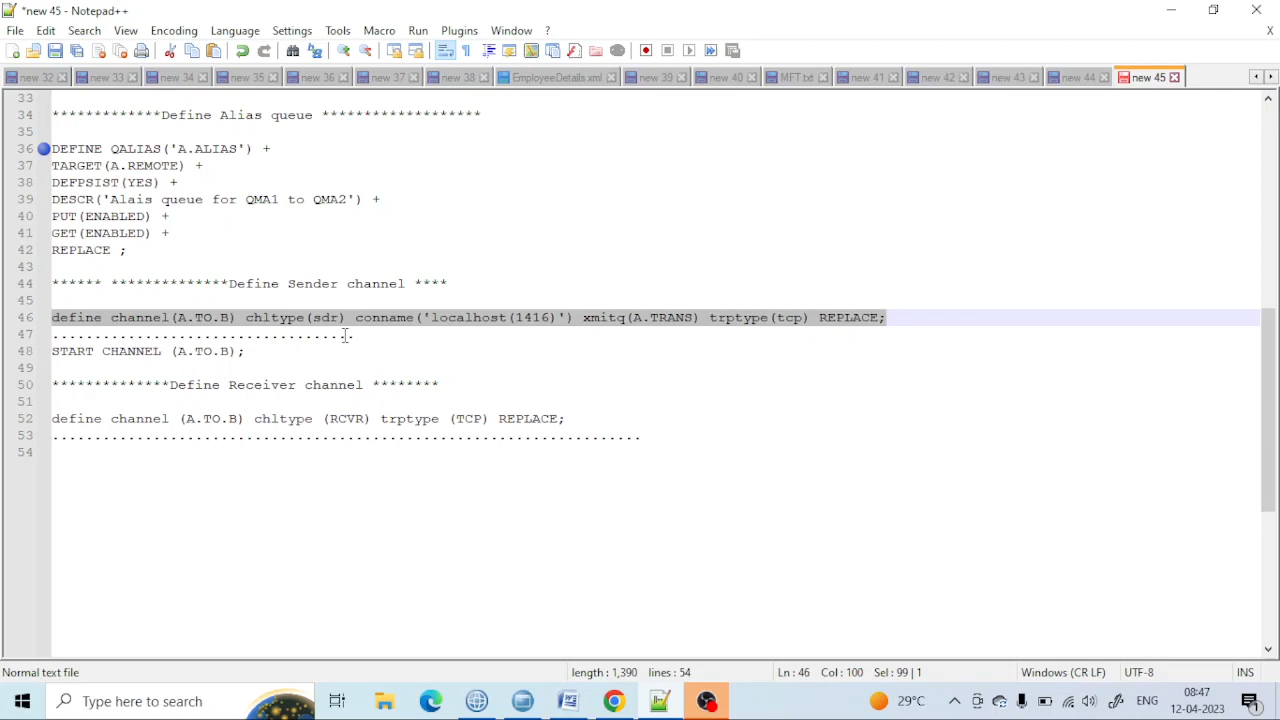 *new 45 - Notepad++
File Edit Search View Encoding Language Settings Tools Macro Run Plugins Window ? X
new 32 new 33 new 34 new 35 new 36 new 37 new 38 EmployeeDetails.xml new 39 new 40 MFT.txt new 41 new 42 new 43 new 44 new 45
33
34 *************Define Alias queue *******************
35
36 DEFINE QALIAS('A.ALIAS') +
37 TARGET(A.REMOTE) +
38 DEFPSIST(YES) +
39 DESCR('Alais queue for QMA1 to QMA2') +
40 PUT(ENABLED) +
41 GET(ENABLED) +
42 REPLACE ;
43
44 ****** **************Define Sender channel ****
45
46 define channel(A.TO.B) chltype(sdr) conname('localhost(1416)') xmitq(A.TRANS) trptype(tcp) REPLACE;
47 ....................................
48 START CHANNEL (A.TO.B);
49
50 **************Define Receiver channel ********
51
52 define channel (A.TO.B) chltype (RCVR) trptype (TCP) REPLACE;
53 ......................................................................
54
Normal text file length : 1,390 lines : 54 Ln : 46 Col : 100 Sel : 99 | 1 Windows (CR LF) UTF-8 INS
Type here to search 29°C ENG 08:47
12-04-2023 1